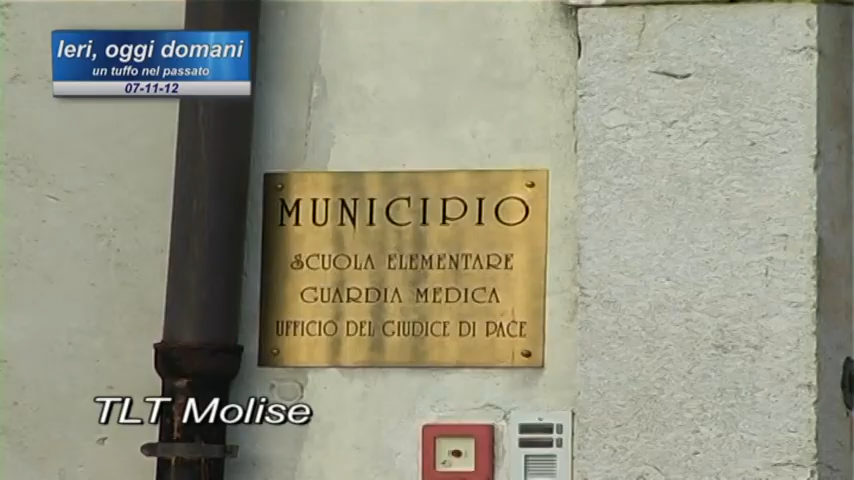 Ieri, oggi domani
un tuffo nel passato
07-11-12
MUNICIPIO
SCUOLA ELEMENTARE
GUARDIA MEDICA
UFFICIO DEL GIUDICE DI PACE
TLT Molise